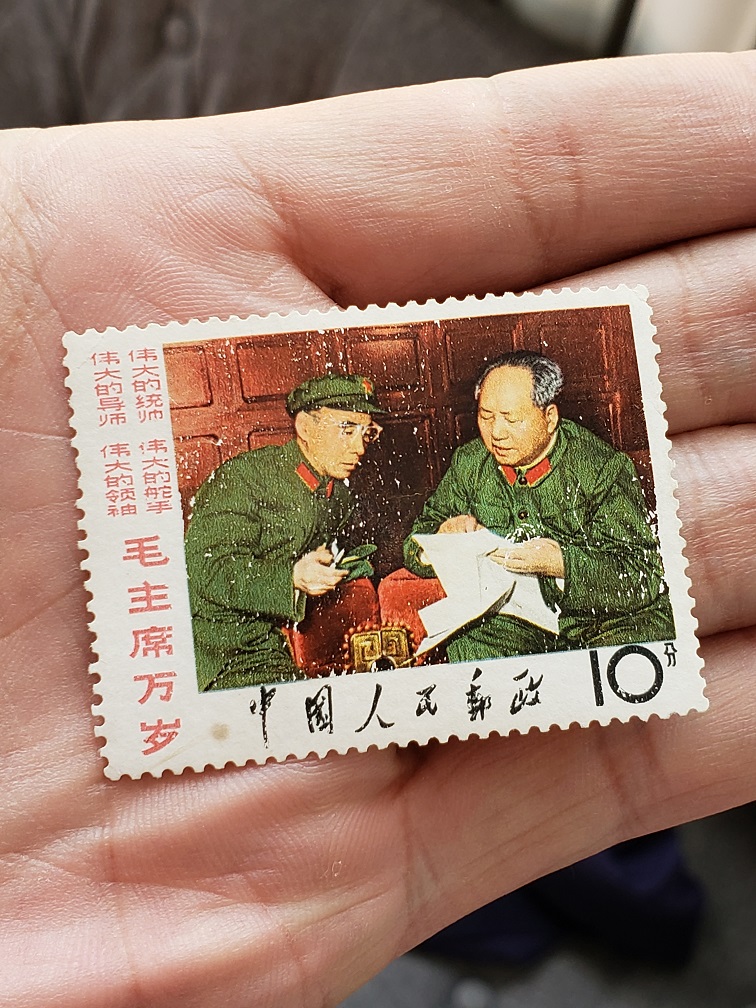 伟大的导师
伟大的领袖
伟大的统帅
伟大的舵手
毛主席万岁
中国人民郵政
10分